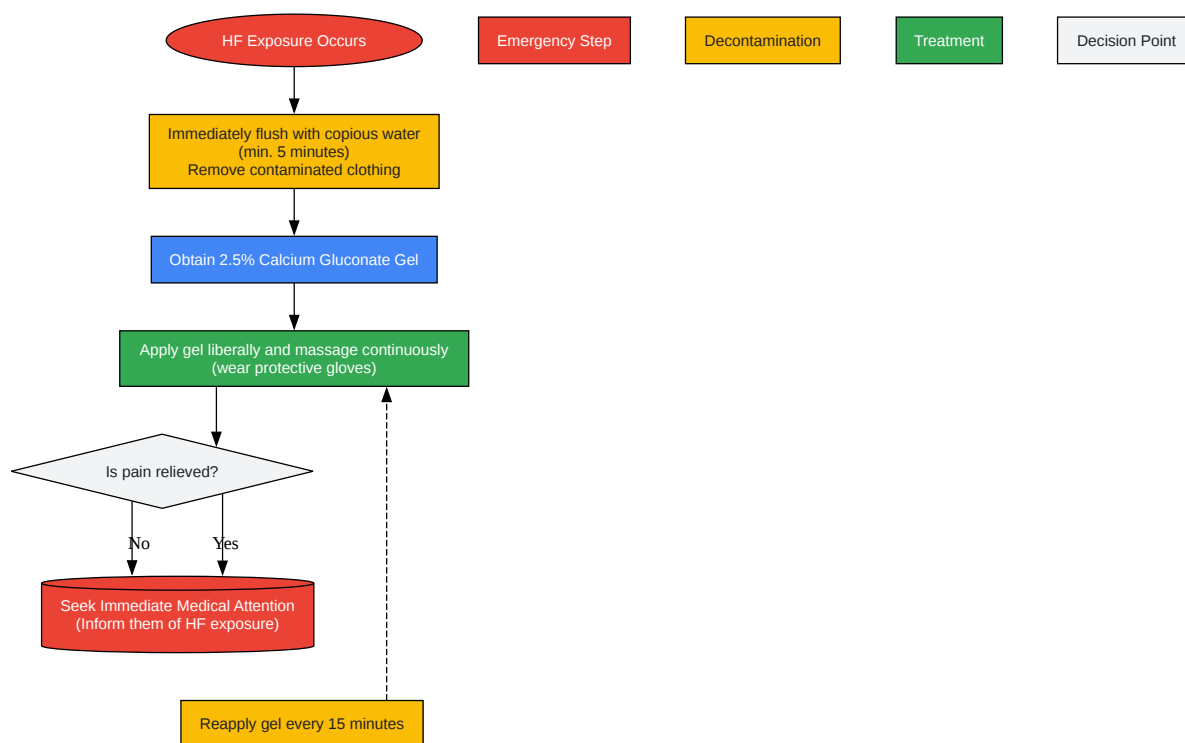 HF Exposure Occurs
Emergency Step
Decontamination
Treatment
Decision Point
Immediately flush with copious water
(min. 5 minutes)
Remove contaminated clothing
Obtain 2.5% Calcium Gluconate Gel
Apply gel liberally and massage continuously
(wear protective gloves)
Is pain relieved?
No
Yes
Seek Immediate Medical Attention
(Inform them of HF exposure)
Reapply gel every 15 minutes